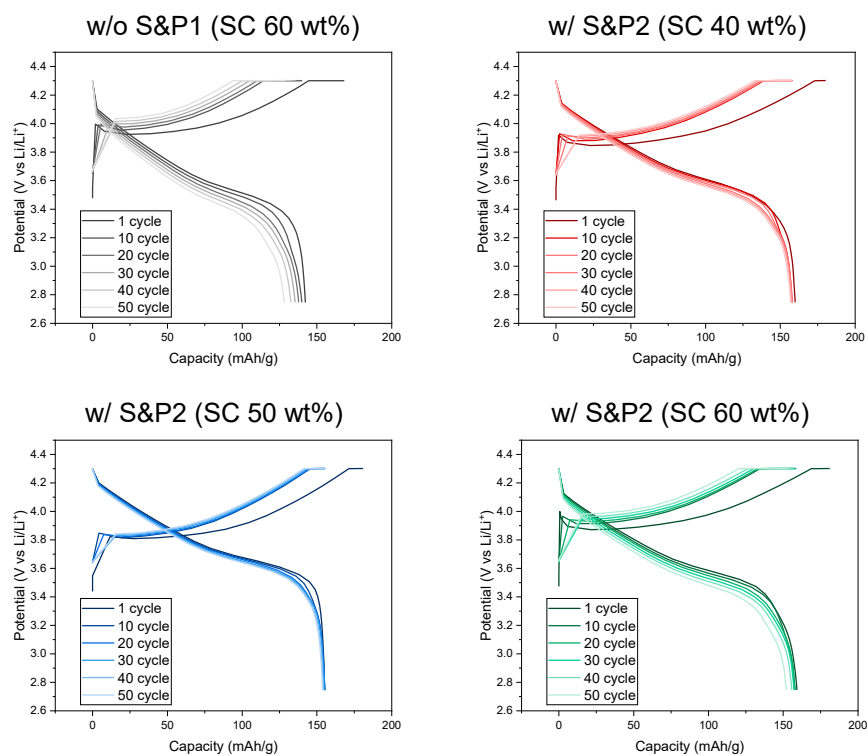 w/o S&P1 (SC 60 wt%)
4.4
4.2
4.0
3.8
3.6
3.4
3.2
3.0
2.8
2.6
Potential (V vs Li/Li⁺)
1 cycle
10 cycle
20 cycle
30 cycle
40 cycle
50 cycle
0 50 100 150 200
Capacity (mAh/g)
w/ S&P2 (SC 40 wt%)
4.4
4.2
4.0
3.8
3.6
3.4
3.2
3.0
2.8
2.6
Potential (V vs Li/Li⁺)
1 cycle
10 cycle
20 cycle
30 cycle
40 cycle
50 cycle
0 50 100 150 200
Capacity (mAh/g)
w/ S&P2 (SC 50 wt%)
4.4
4.2
4.0
3.8
3.6
3.4
3.2
3.0
2.8
2.6
Potential (V vs Li/Li⁺)
1 cycle
10 cycle
20 cycle
30 cycle
40 cycle
50 cycle
0 50 100 150 200
Capacity (mAh/g)
w/ S&P2 (SC 60 wt%)
4.4
4.2
4.0
3.8
3.6
3.4
3.2
3.0
2.8
2.6
Potential (V vs Li/Li⁺)
1 cycle
10 cycle
20 cycle
30 cycle
40 cycle
50 cycle
0 50 100 150 200
Capacity (mAh/g)